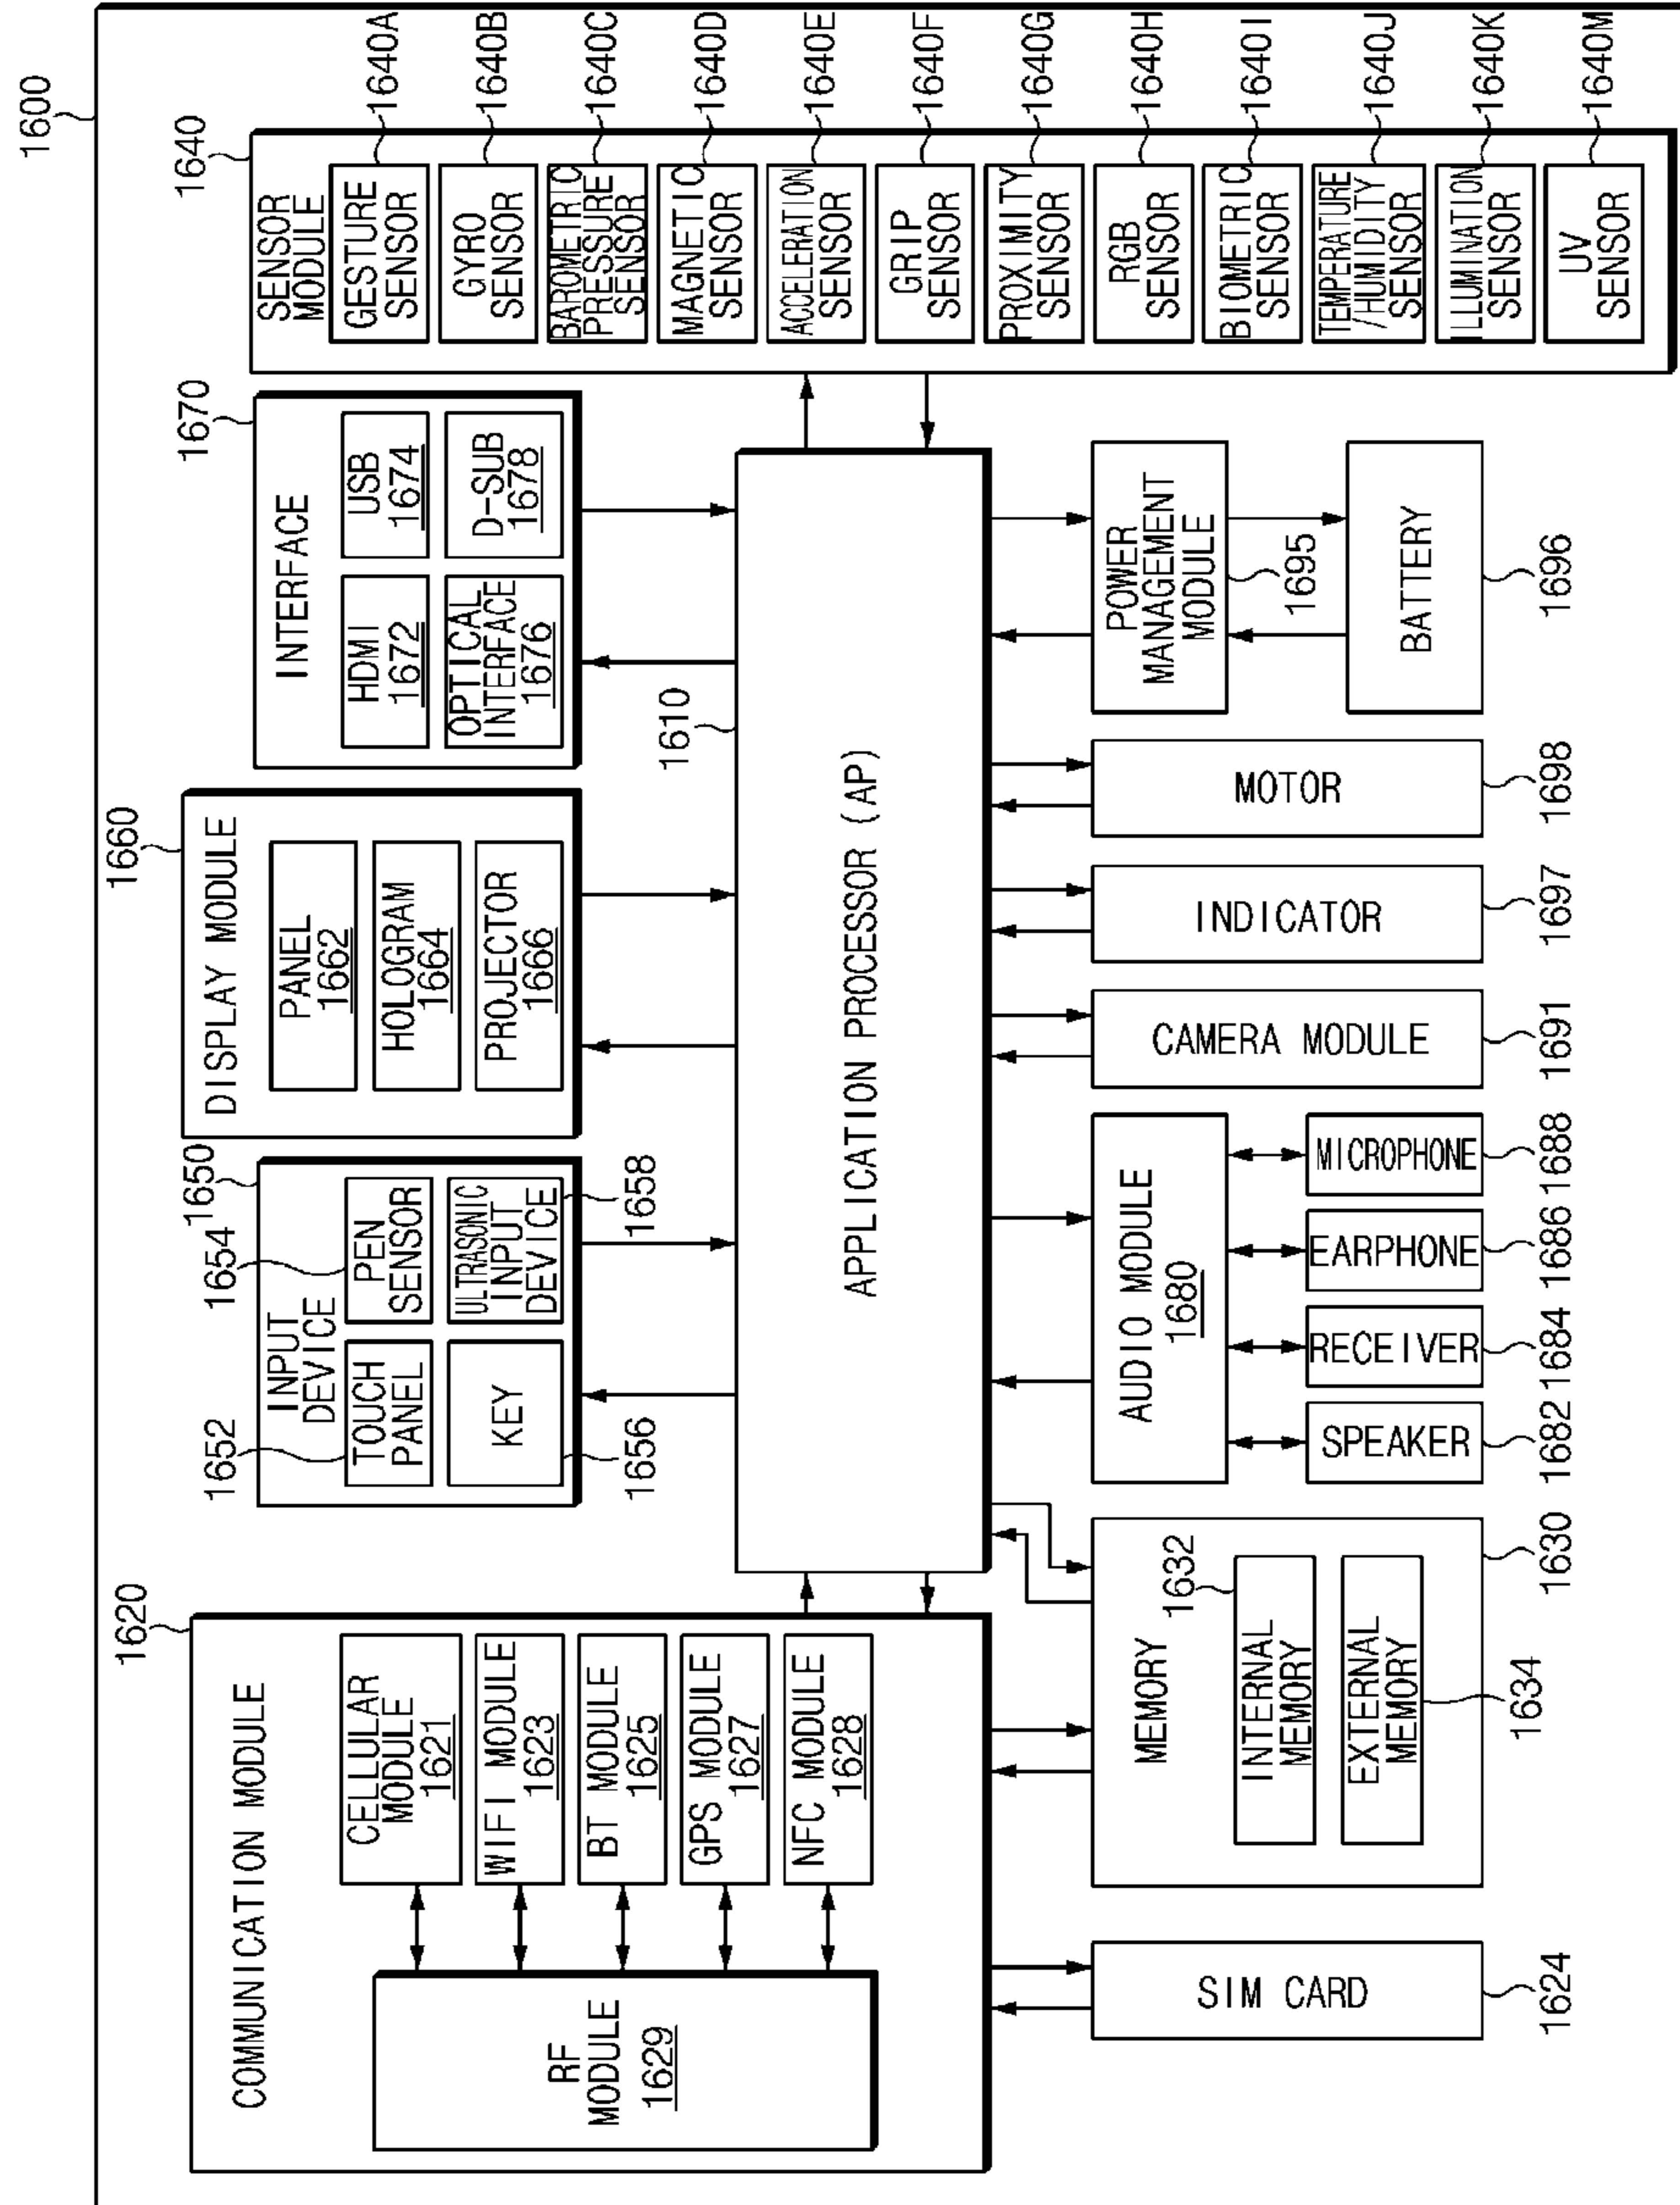 1600
1620
COMMUNICATION MODULE
RF
MODULE
1629
CELLULAR
MODULE
1621
WIFI MODULE
1623
BT MODULE
1625
GPS MODULE
1627
NFC MODULE
1628
1650
INPUT
DEVICE
1652
TOUCH
PANEL
1654
PEN
SENSOR
KEY
1656
ULTRASONIC
INPUT
DEVICE
1658
1660
DISPLAY MODULE
PANEL
1662
HOLOGRAM
1664
PROJECTOR
1666
1670
INTERFACE
HDMI
1672
USB
1674
OPTICAL
INTERFACE
1676
D-SUB
1678
1640
SENSOR
MODULE
GESTURE
SENSOR
1640A
GYRO
SENSOR
1640B
BAROMETRIC
PRESSURE
SENSOR
1640C
MAGNETIC
SENSOR
1640D
ACCELERATION
SENSOR
1640E
GRIP
SENSOR
1640F
PROXIMITY
SENSOR
1640G
RGB
SENSOR
1640H
BIOMETRIC
SENSOR
1640I
TEMPERATURE
/HUMIDITY
SENSOR
1640J
ILLUMINATION
SENSOR
1640K
UV
SENSOR
1640M
1610
APPLICATION PROCESSOR (AP)
SIM CARD
1624
MEMORY
1632
INTERNAL
MEMORY
EXTERNAL
MEMORY
1634
1630
AUDIO MODULE
1680
SPEAKER
1682
RECEIVER
1684
EARPHONE
1686
MICROPHONE
1688
CAMERA MODULE
1691
INDICATOR
1697
MOTOR
1698
POWER
MANAGEMENT
MODULE
1695
BATTERY
1696